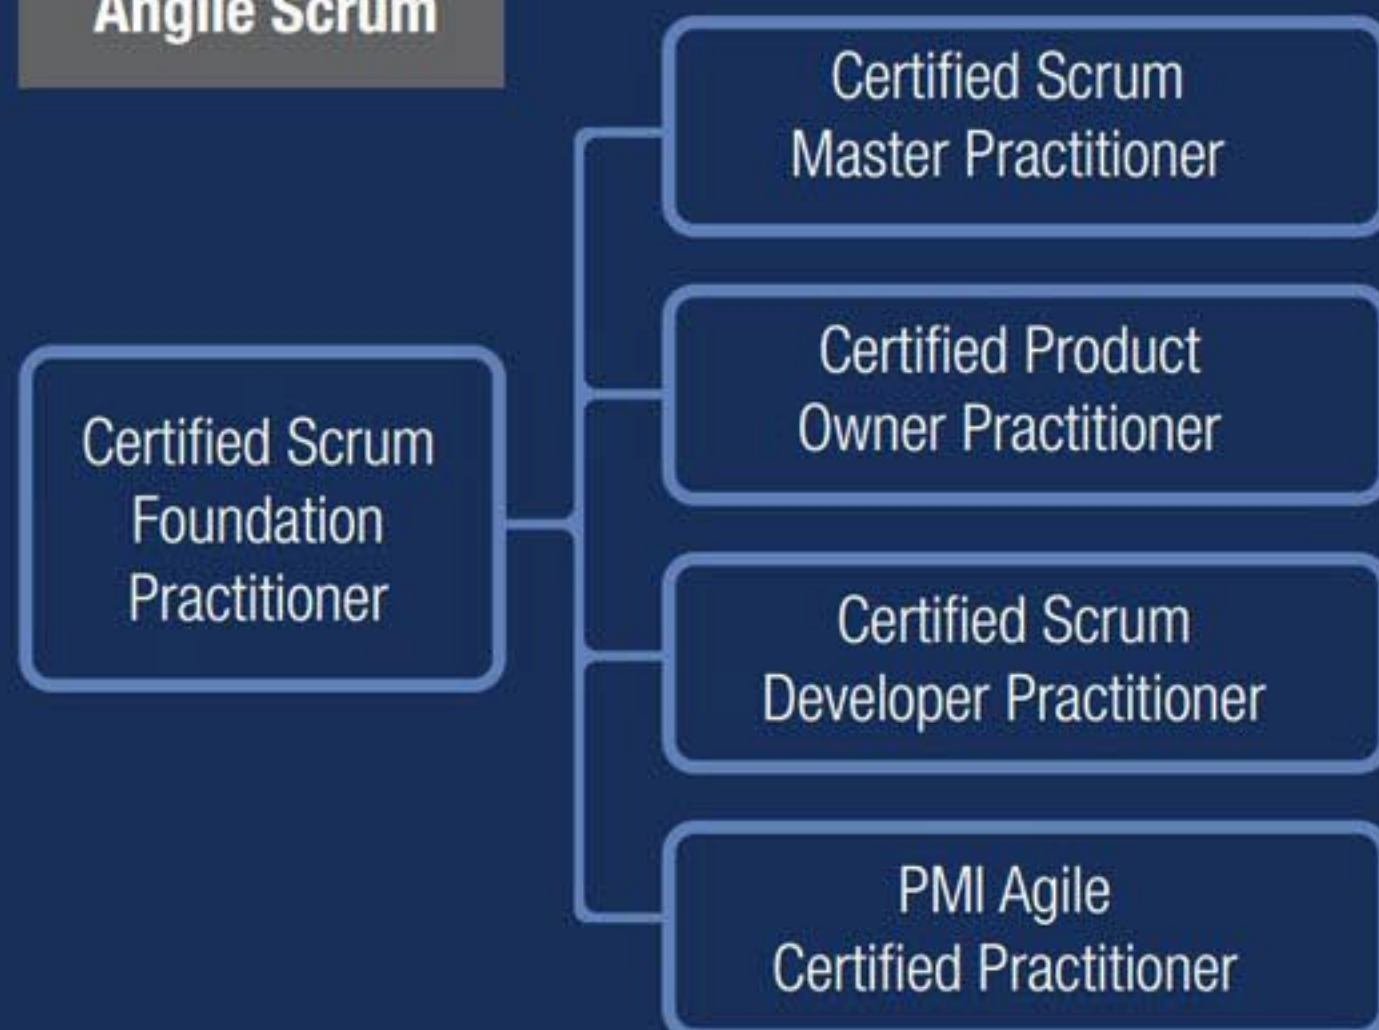 Angile Scrum
Certified Scrum
Master Practitioner
Certified Product
Owner Practitioner
Certified Scrum
Foundation
Practitioner
Certified Scrum
Developer Practitioner
PMI Agile
Certified Practitioner